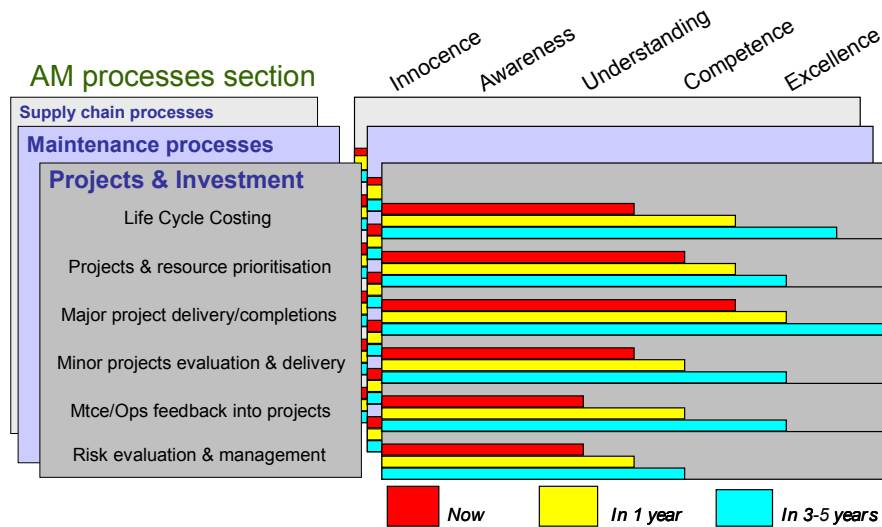 AM processes section
Innocence
Awareness
Understanding
Competence
Excellence
Supply chain processes
Maintenance processes
Projects & Investment
Life Cycle Costing
Projects & resource prioritisation
Major project delivery/completions
Minor projects evaluation & delivery
Mtce/Ops feedback into projects
Risk evaluation & management
Now
In 1 year
In 3-5 years